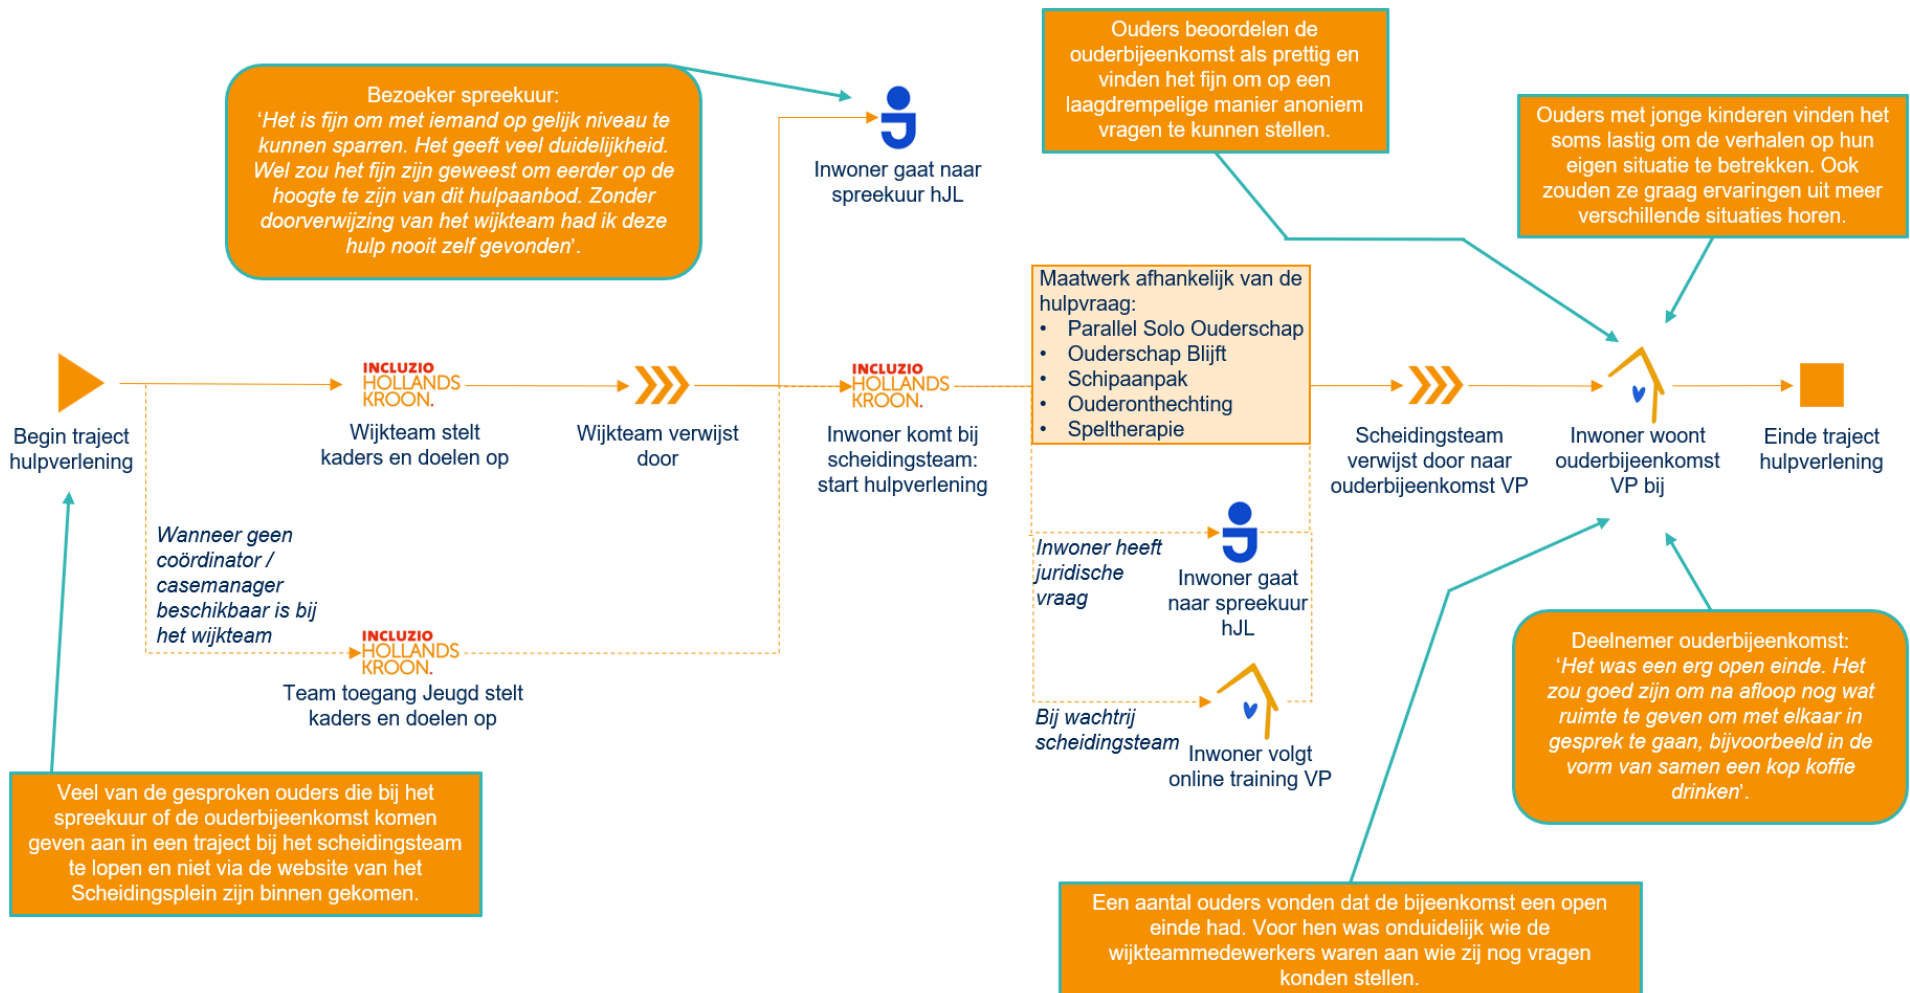 Ouders beoordelen de
ouderbijeenkomst als prettig en
vinden het fijn om op een
laagdrempelige manier anoniem
vragen te kunnen stellen.
Bezoeker spreekuur:
'Het is fijn om met iemand op gelijk niveau te
kunnen sparren. Het geeft veel duidelijkheid.
Wel zou het fijn zijn geweest om eerder op de
hoogte te zijn van dit hulpaanbod. Zonder
doorverwijzing van het wijkteam had ik deze
hulp nooit zelf gevonden'.
Inwoner gaat naar
spreekuur hJL
Ouders met jonge kinderen vinden het
soms lastig om de verhalen op hun
eigen situatie te betrekken. Ook
zouden ze graag ervaringen uit meer
verschillende situaties horen.
Maatwerk afhankelijk van de
hulpvraag:
• Parallel Solo Ouderschap
• Ouderschap Blijft
• Schipaanpak
• Ouderonthechting
• Speltherapie
Begin traject
hulpverlening
INCLUZIO
HOLLANDS
KROON.
Wijkteam stelt
kaders en doelen op
Wijkteam verwijst
door
INCLUZIO
HOLLANDS
KROON.
Inwoner komt bij
scheidingsteam:
start hulpverlening
Scheidingsteam
verwijst door naar
ouderbijeenkomst VP
Inwoner woont
ouderbijeenkomst
VP bij
Einde traject
hulpverlening
Wanneer geen
coördinator /
casemanager
beschikbaar is bij
het wijkteam
INCLUZIO
HOLLANDS
KROON.
Team toegang Jeugd stelt
kaders en doelen op
Inwoner heeft
juridische
vraag
Inwoner gaat
naar spreekuur
hJL
Bij wachtrij
scheidingsteam
Inwoner volgt
online training VP
Deelnemer ouderbijeenkomst:
'Het was een erg open einde. Het
zou goed zijn om na afloop nog wat
ruimte te geven om met elkaar in
gesprek te gaan, bijvoorbeeld in de
vorm van samen een kop koffie
drinken'.
Veel van de gesproken ouders die bij het
spreekuur of de ouderbijeenkomst komen
geven aan in een traject bij het scheidingsteam
te lopen en niet via de website van het
Scheidingsplein zijn binnen gekomen.
Een aantal ouders vonden dat de bijeenkomst een open
einde had. Voor hen was onduidelijk wie de
wijkteammedewerkers waren aan wie zij nog vragen
konden stellen.